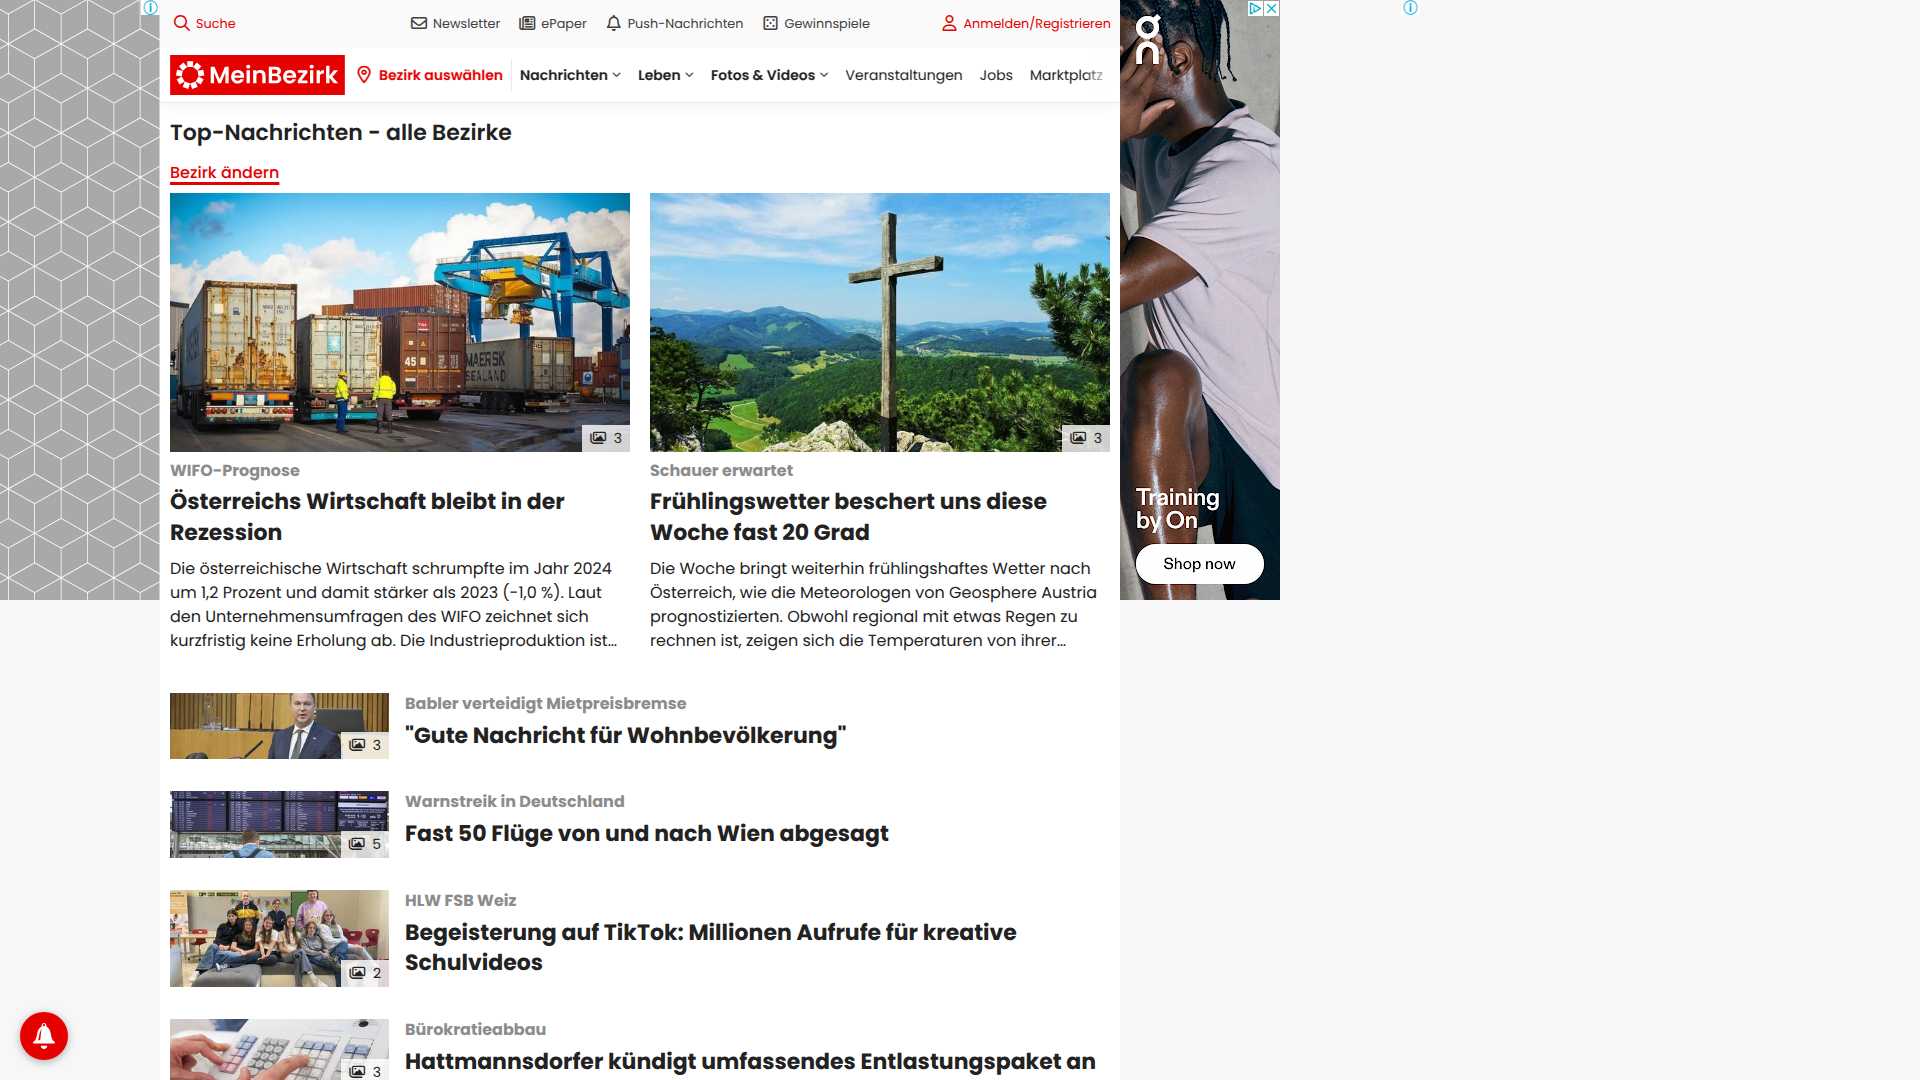 Suche
Newsletter
ePaper
Push-Nachrichten
Gewinnspiele
Anmelden/Registrieren
MeinBezirk
Bezirk auswählen
Nachrichten
Leben
Fotos & Videos
Veranstaltungen
Jobs
Marktplatz
Top-Nachrichten - alle Bezirke
Bezirk ändern
MAERSK
SEALAND
45
3
3
WIFO-Prognose
Österreichs Wirtschaft bleibt in der
Rezession
Die österreichische Wirtschaft schrumpfte im Jahr 2024
um 1,2 Prozent und damit stärker als 2023 (-1,0 %). Laut
den Unternehmensumfragen des WIFO zeichnet sich
kurzfristig keine Erholung ab. Die Industrieproduktion ist...
Schauer erwartet
Frühlingswetter beschert uns diese
Woche fast 20 Grad
Die Woche bringt weiterhin frühlingshaftes Wetter nach
Österreich, wie die Meteorologen von Geosphere Austria
prognostizierten. Obwohl regional mit etwas Regen zu
rechnen ist, zeigen sich die Temperaturen von ihrer...
Training
by On
Shop now
3
Babler verteidigt Mietpreisbremse
"Gute Nachricht für Wohnbevölkerung"
5
Warnstreik in Deutschland
Fast 50 Flüge von und nach Wien abgesagt
2
HLW FSB Weiz
Begeisterung auf TikTok: Millionen Aufrufe für kreative
Schulvideos
3
Bürokratieabbau
Hattmannsdorfer kündigt umfassendes Entlastungspaket an